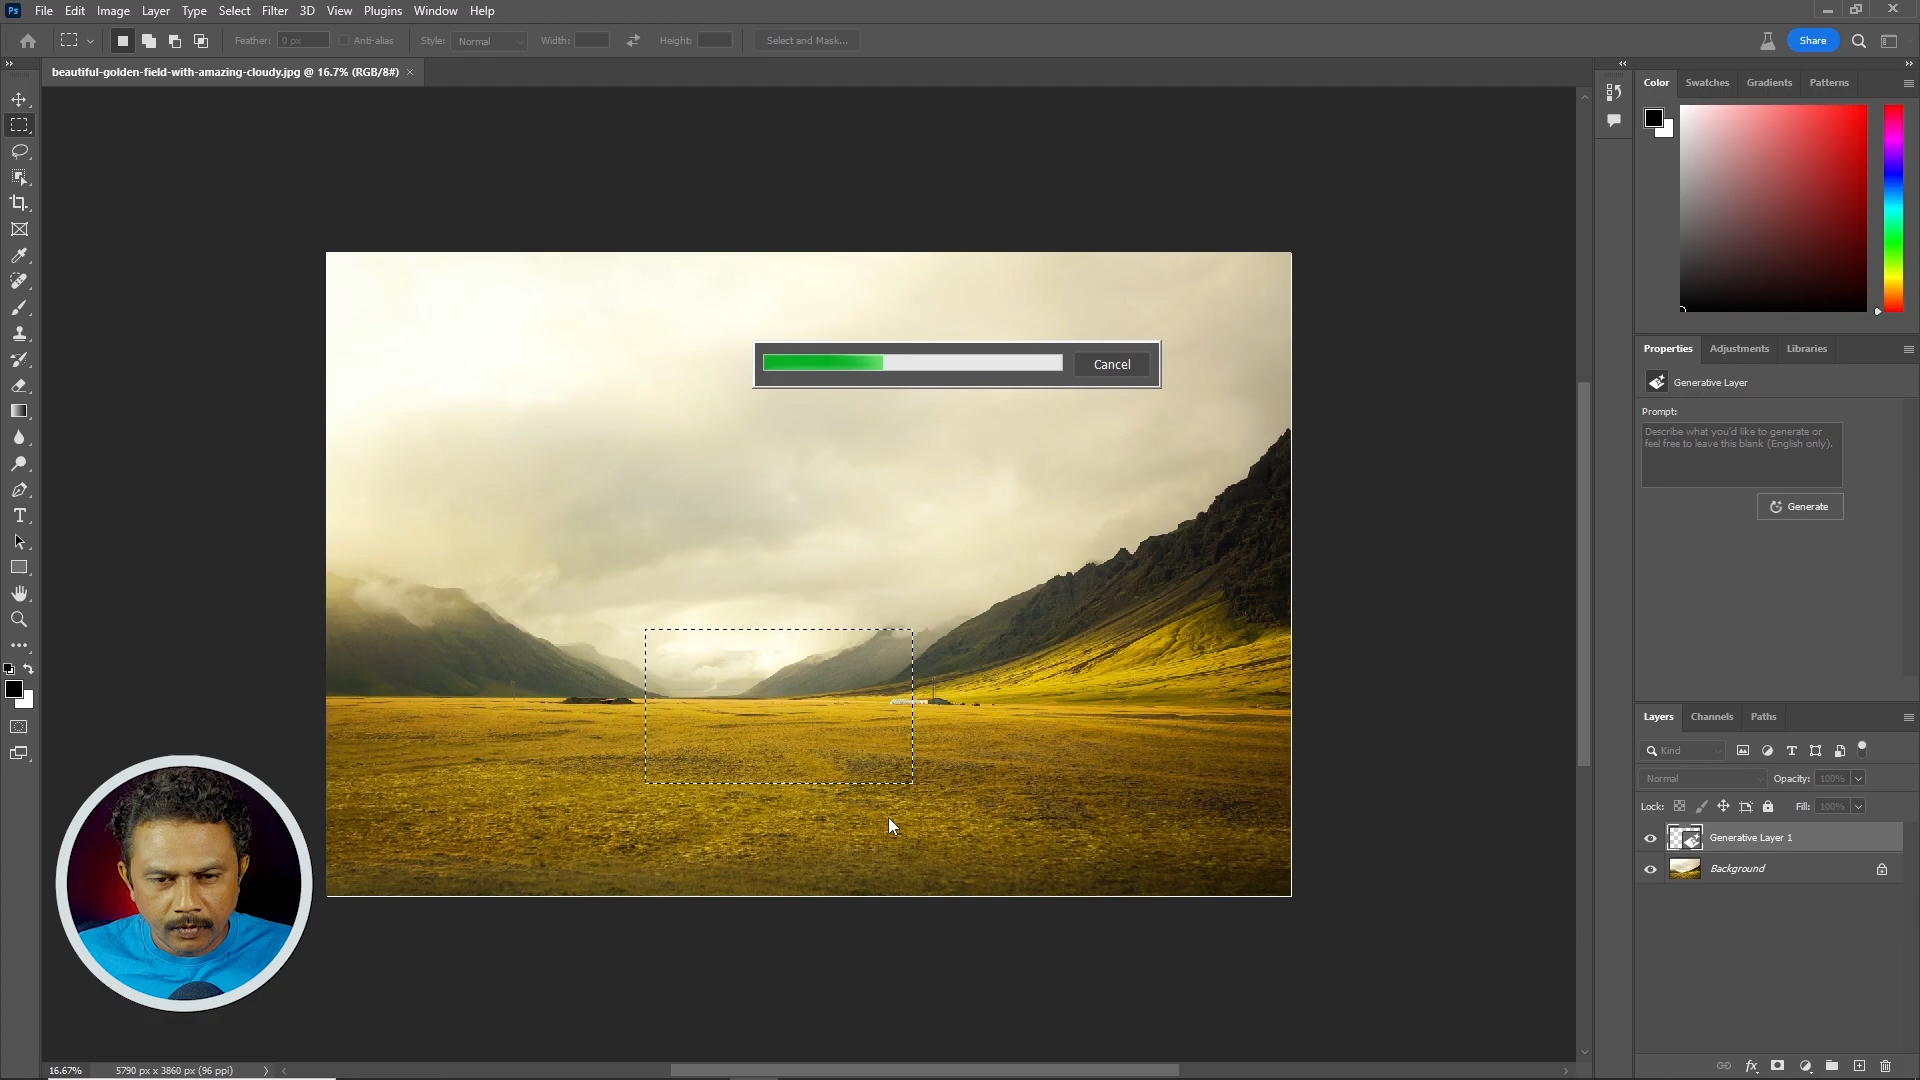 Ps File Edit Image Layer Type Select Filter 3D View Plugins Window Help
Feather: 0 px Anti-alias Style: Normal Width: Height: Select and Mask... Share
beautiful-golden-field-with-amazing-cloudy.jpg @ 16.7% (RGB/8#)
Color Swatches Gradients Patterns
Cancel
Properties Adjustments Libraries
Generative Layer
Prompt:
Describe what you'd like to generate or
feel free to leave this blank (English only).
Generate
Layers Channels Paths
Kind
Normal Opacity: 100%
Lock: Fill: 100%
Generative Layer 1
Background
16.67% 5790 px x 3860 px (96 ppi)